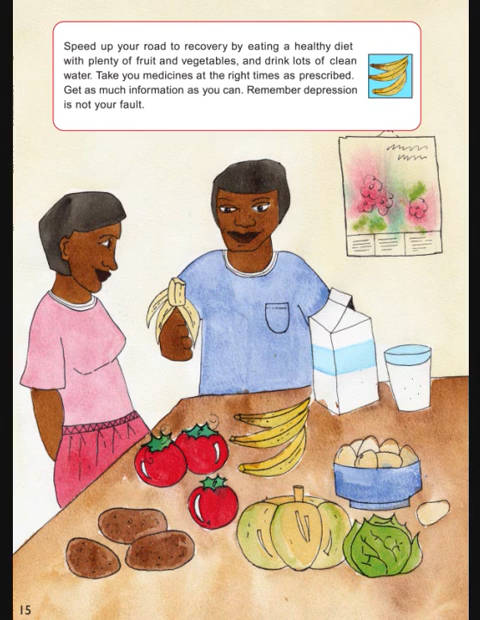 Speed up your road to recovery by eating a healthy diet
with plenty of fruit and vegetables, and drink lots of clean
water. Take you medicines at the right times as prescribed.
Get as much information as you can. Remember depression
is not your fault.
15